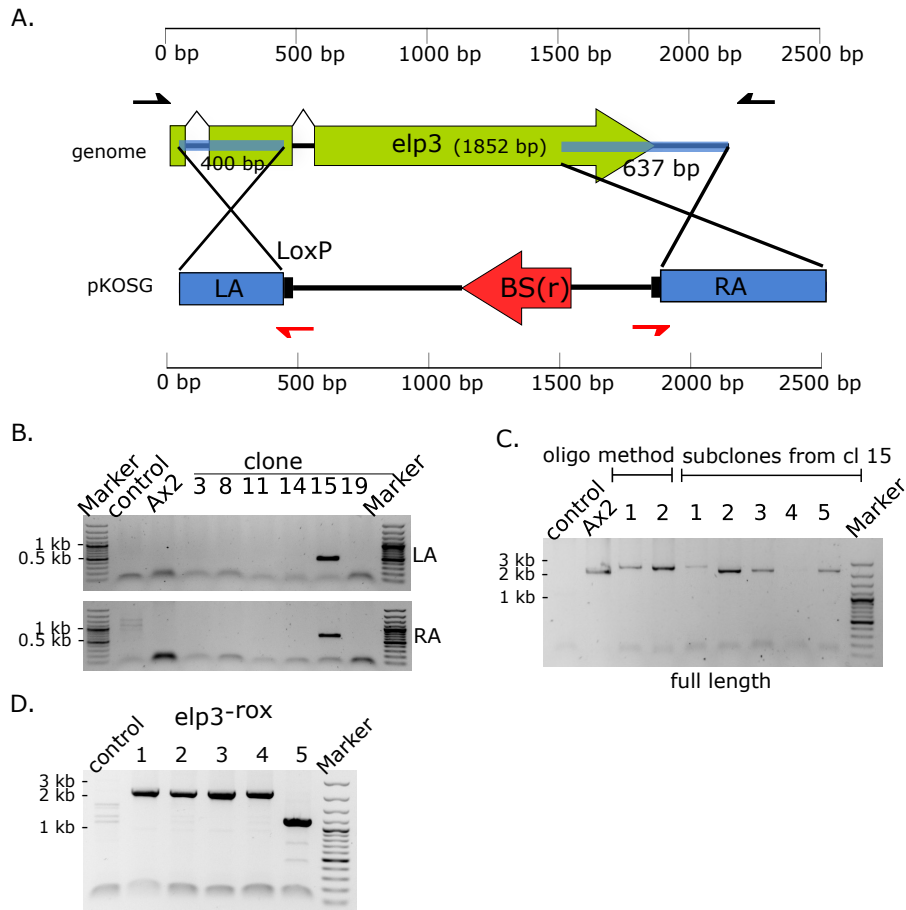 A.
0 bp 500 bp 1000 bp 1500 bp 2000 bp 2500 bp
genome
elp3 (1852 bp)
400 bp
637 bp
LoxP
pKOSG
LA
BS(r)
RA
0 bp 500 bp 1000 bp 1500 bp 2000 bp 2500 bp
B.
clone
Marker control Ax2 3 8 11 14 15 19 Marker
1 kb -
0.5 kb -
LA
1 kb -
0.5 kb -
RA
C.
oligo method subclones from cl 15
control Ax2 1 2 1 2 3 4 5 Marker
3 kb -
2 kb -
1 kb -
full length
D.
elp3-rox
control 1 2 3 4 5 Marker
3 kb -
2 kb -
1 kb -